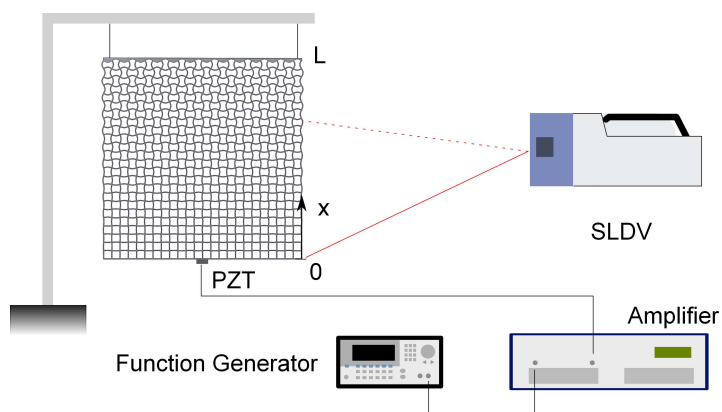 L
x
0
PZT
SLDV
Amplifier
Function Generator